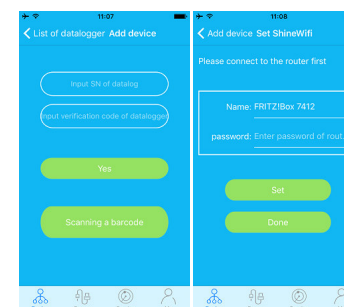 11:07
List of datalogger Add device
Input SN of datalog
Input verification code of datalogger
Yes
Scanning a barcode
11:08
Add device Set ShineWifi
Please connect to the router first
Name: FRITZ!Box 7412
password: Enter password of rout..
Set
Done